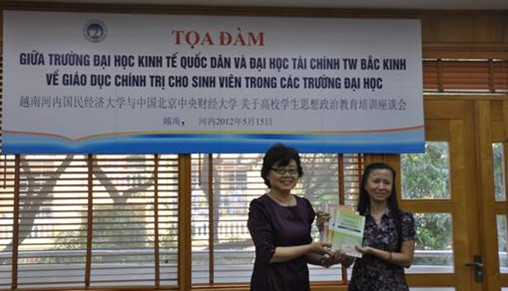 TỌA ĐÀM
GIỮA TRƯỜNG ĐẠI HỌC KINH TẾ QUỐC DÂN VÀ ĐẠI HỌC TÀI CHÍNH TW BẮC KINH
VỀ GIÁO DỤC CHÍNH TRỊ CHO SINH VIÊN TRONG CÁC TRƯỜNG ĐẠI HỌC
越南河内国民经济大学与中国北京中央财经大学 关于高校学生思想政治教育培训座谈会
越南，河内2012年5月15日